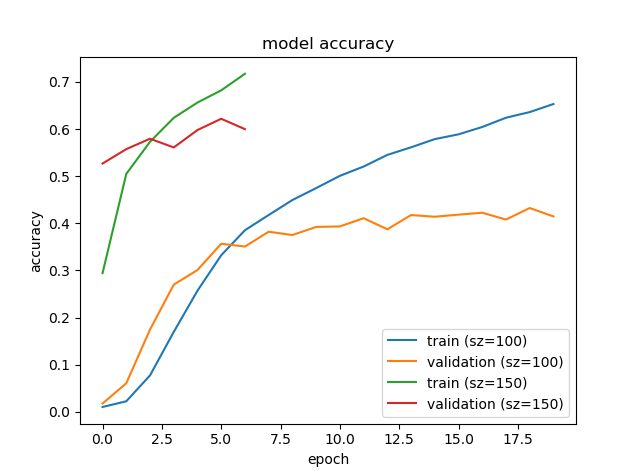 model accuracy
0.7
0.6
0.5
0.4
0.3
0.2
0.1
0.0
accuracy
train (sz=100)
validation (sz=100)
train (sz=150)
validation (sz=150)
0.0 2.5 5.0 7.5 10.0 12.5 15.0 17.5
epoch